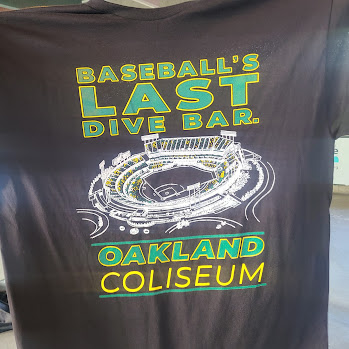 BASEBALL'S
LAST
DIVE BAR.
OAKLAND
COLISEUM